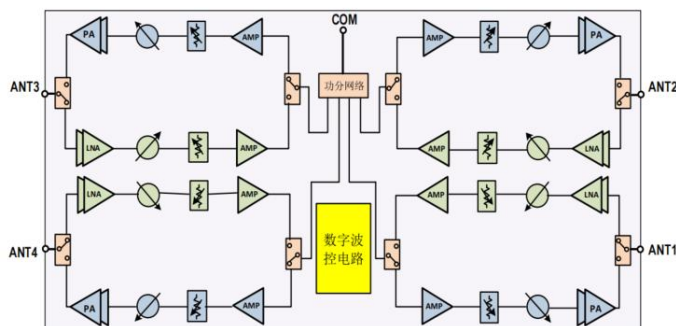 COM
PA
AMP
AMP
PA
ANT3
功分网络
ANT2
LNA
AMP
AMP
LNA
LNA
AMP
AMP
LNA
ANT4
数字波
控电路
ANT1
PA
AMP
AMP
PA